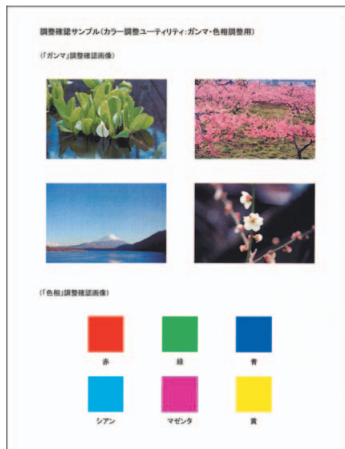 調整確認サンプル(カラー調整ユーティリティ:ガンマ・色相調整用)
(「ガンマ」調整確認画像)
(「色相」調整確認画像)
赤 緑 青
シアン マゼンタ 黄